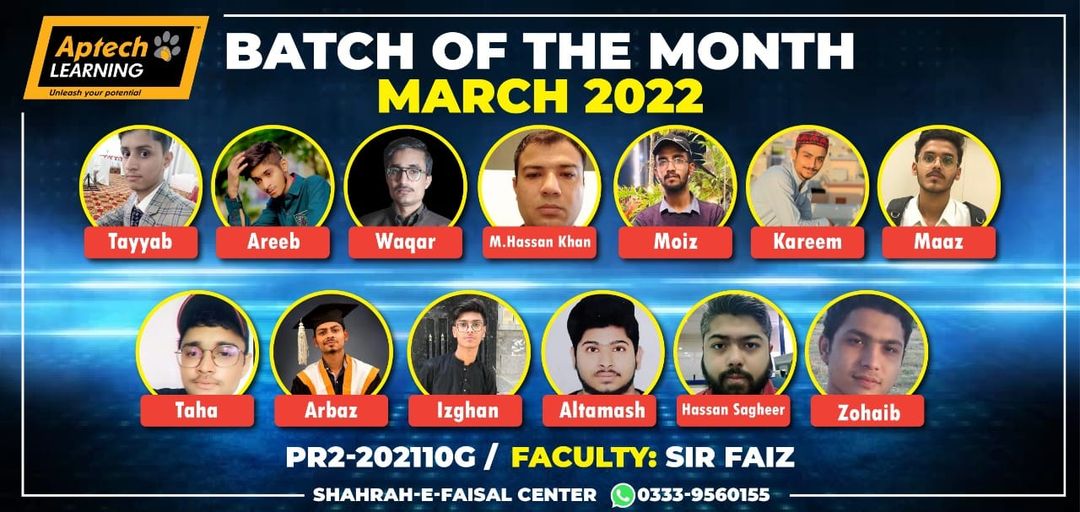 Aptech
LEARNING
Unleash your potential
BATCH OF THE MONTH
MARCH 2022
Tayyab
Areeb
Waqar
M.Hassan Khan
Moiz
Kareem
Maaz
Taha
Arbaz
Izghan
Altamash
Hassan Sagheer
Zohaib
PR2-202110G / FACULTY: SIR FAIZ
SHAHRAH-E-FAISAL CENTER 0333-9560155